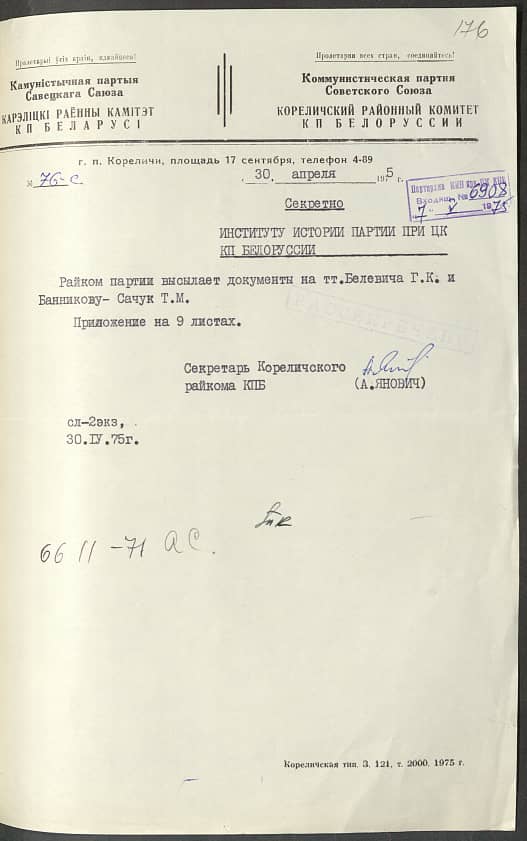 176
Пролетарыі ўсіх краін, яднайцеся!
Камуністычная партыя
Савецкага Саюза
КАРЭЛІЦКІ РАЁННЫ КАМІТЭТ
КП БЕЛАРУСІ
Пролетарии всех стран, соединяйтесь!
Коммунистическая партия
Советского Союза
КОРЕЛИЧСКИЙ РАЙОННЫЙ КОМИТЕТ
КП БЕЛОРУССИИ
г. п. Кореличи, площадь 17 сентября, телефон 4-89
№ 76-с 30. апреля 1975 г.
Входящ. № 6908
"7" V 1975
Секретно
ИНСТИТУТУ ИСТОРИИ ПАРТИИ ПРИ ЦК
КП БЕЛОРУССИИ
Райком партии высылает документы на тт.Белевича Г.К. и
Банникову- Сачук Т.М.
РАССЕКРЕЧЕНО
Приложение на 9 листах.
Секретарь Кореличского
райкома КПБ (А.ЯНОВИЧ)
сл-2экз,
30.IV.75г.
66 11 -71 АС.
Кореличская тип. З. 121, т. 2000, 1975 г.